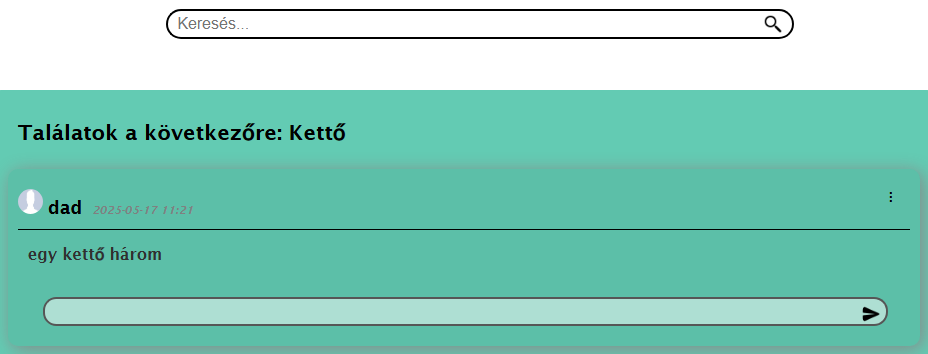 Keresés...
Találatok a következőre: Kettő
dad 2025-05-17 11:21
egy kettő három